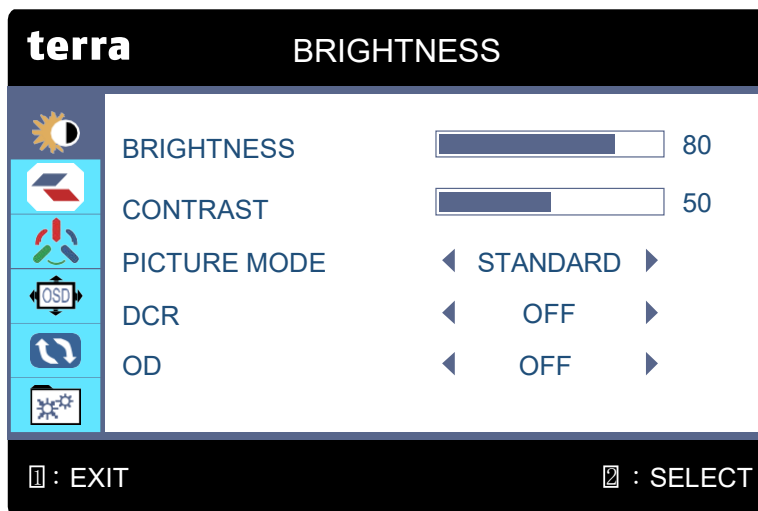 terra BRIGHTNESS
BRIGHTNESS 80
CONTRAST 50
PICTURE MODE STANDARD
DCR OFF
OSD
OD OFF
1 : EXIT 2 : SELECT